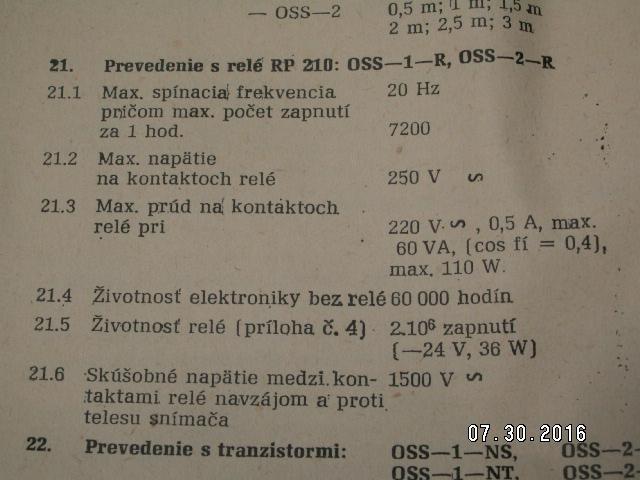 — OSS—2 0,5 m; 1 m; 1,5 m
2 m; 2,5 m; 3 m
21. Prevedenie s relé RP 210: OSS—1—R, OSS—2—R
21.1 Max. spínacia frekvencia 20 Hz
pričom max. počet zapnutí
za 1 hod. 7200
21.2 Max. napätie
na kontaktoch relé 250 V ∽
21.3 Max. prúd na kontaktoch
relé pri 220 V ∽ , 0,5 A, max.
60 VA, (cos fí = 0,4),
max. 110 W.
21.4 Životnosť elektroniky bez relé 60 000 hodín
21.5 Životnosť relé (príloha č. 4) 2.10⁶ zapnutí
(—24 V, 36 W)
21.6 Skúšobné napätie medzi kon- 1500 V ∽
taktami relé navzájom a proti
telesu snímača
07.30.2016
22. Prevedenie s tranzistormi: OSS—1—NS, OSS—2-
OSS—1—NT, OSS—2-